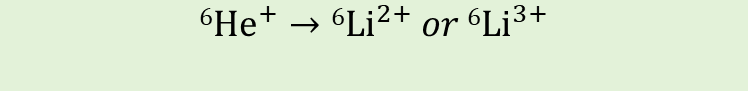 ⁶He⁺ → ⁶Li²⁺ or ⁶Li³⁺